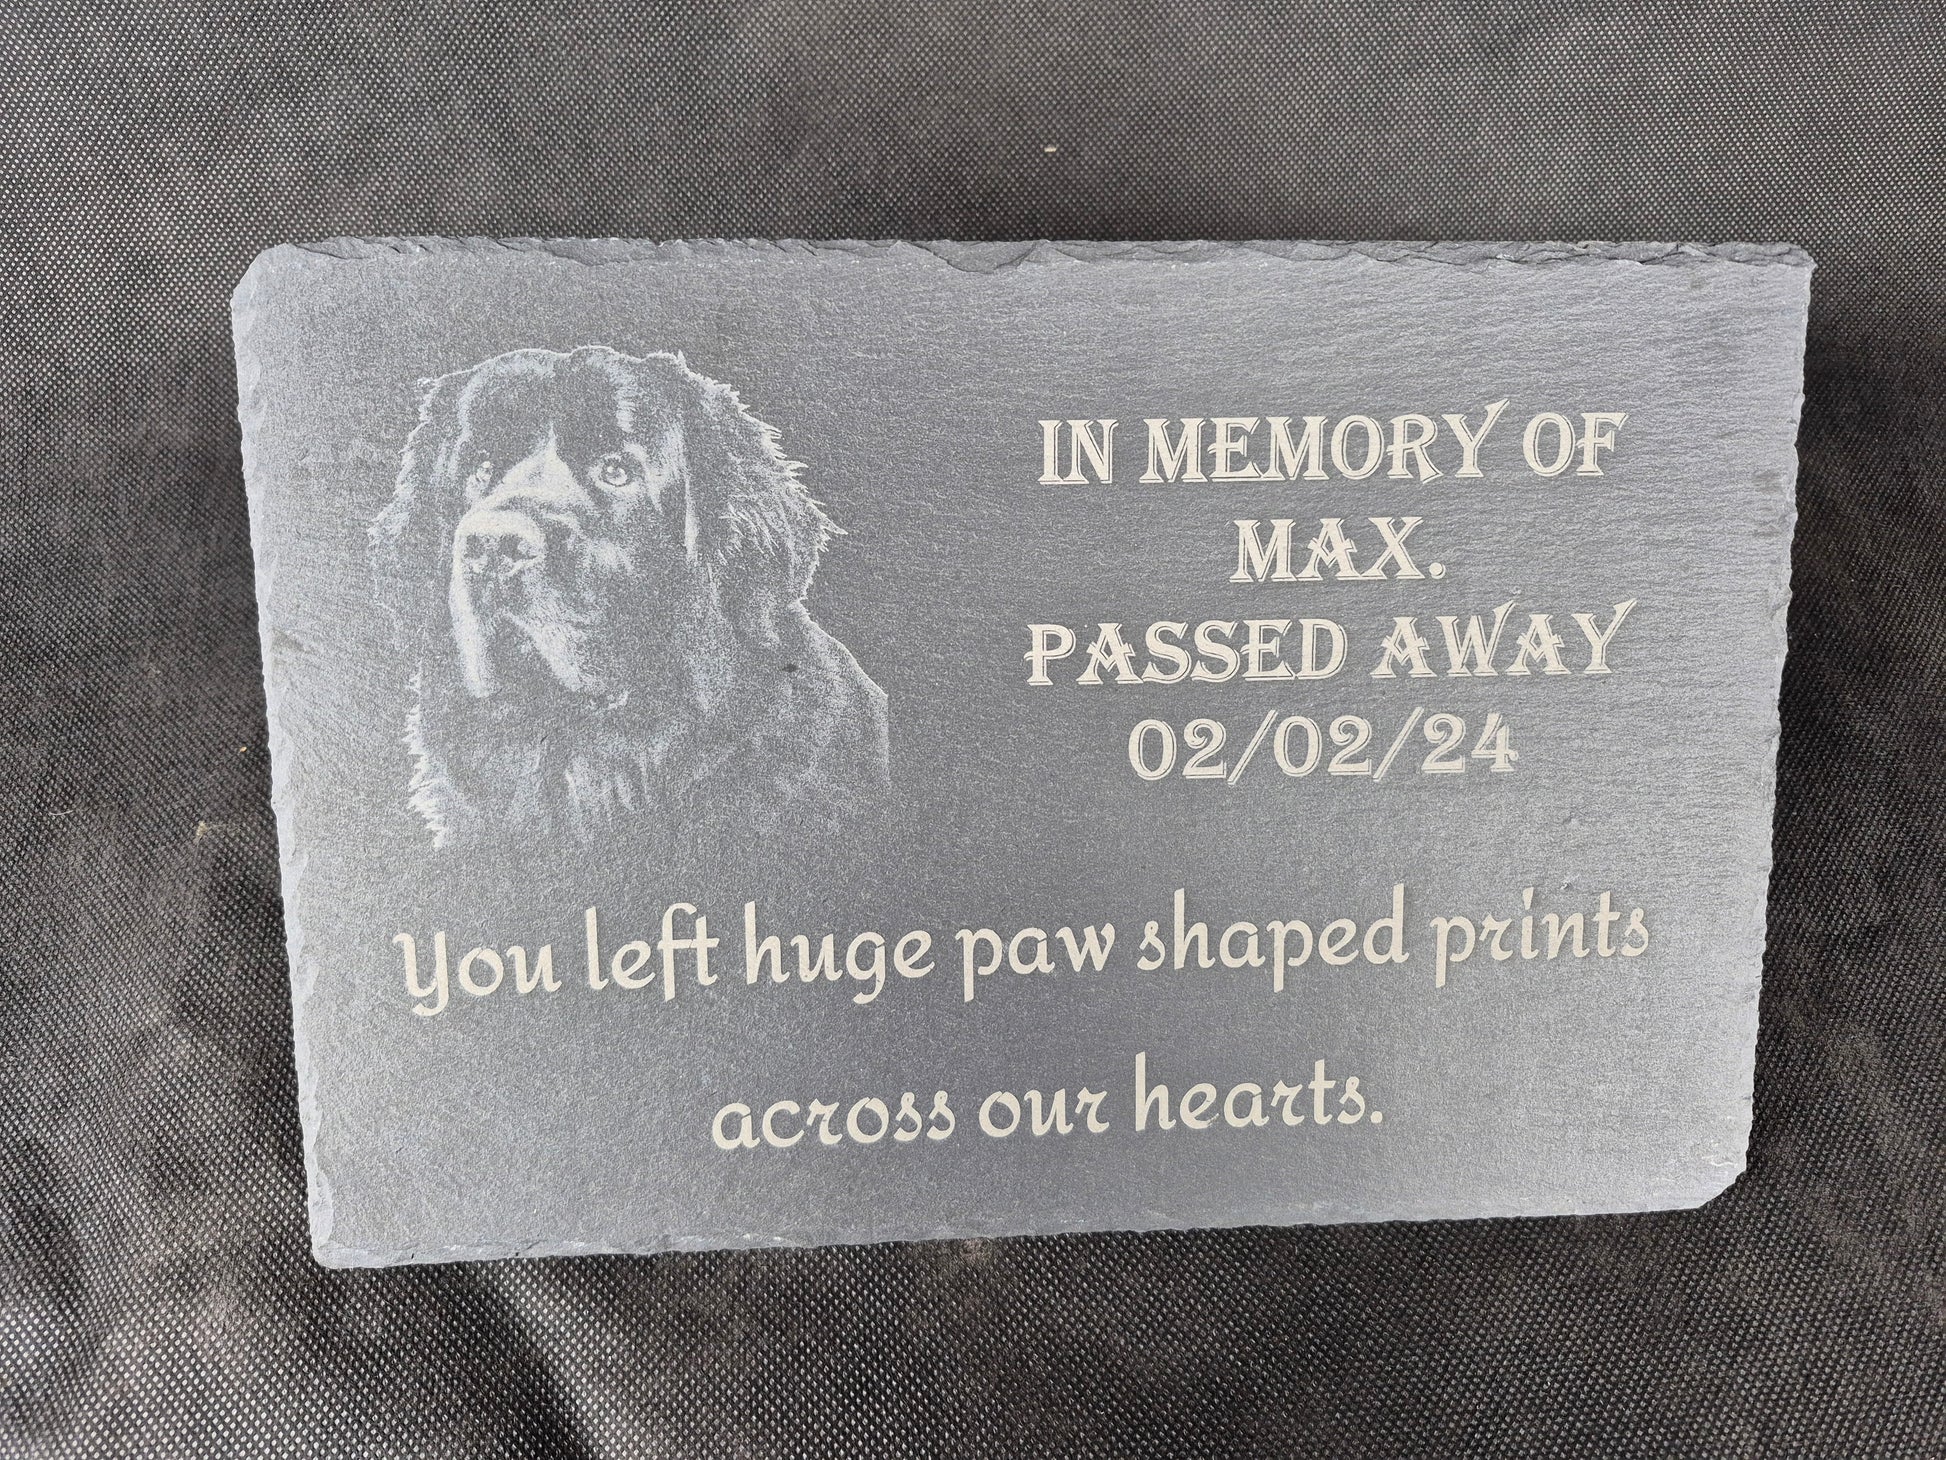 IN MEMORY OF
MAX.
PASSED AWAY
02/02/24
You left huge paw shaped prints
across our hearts.